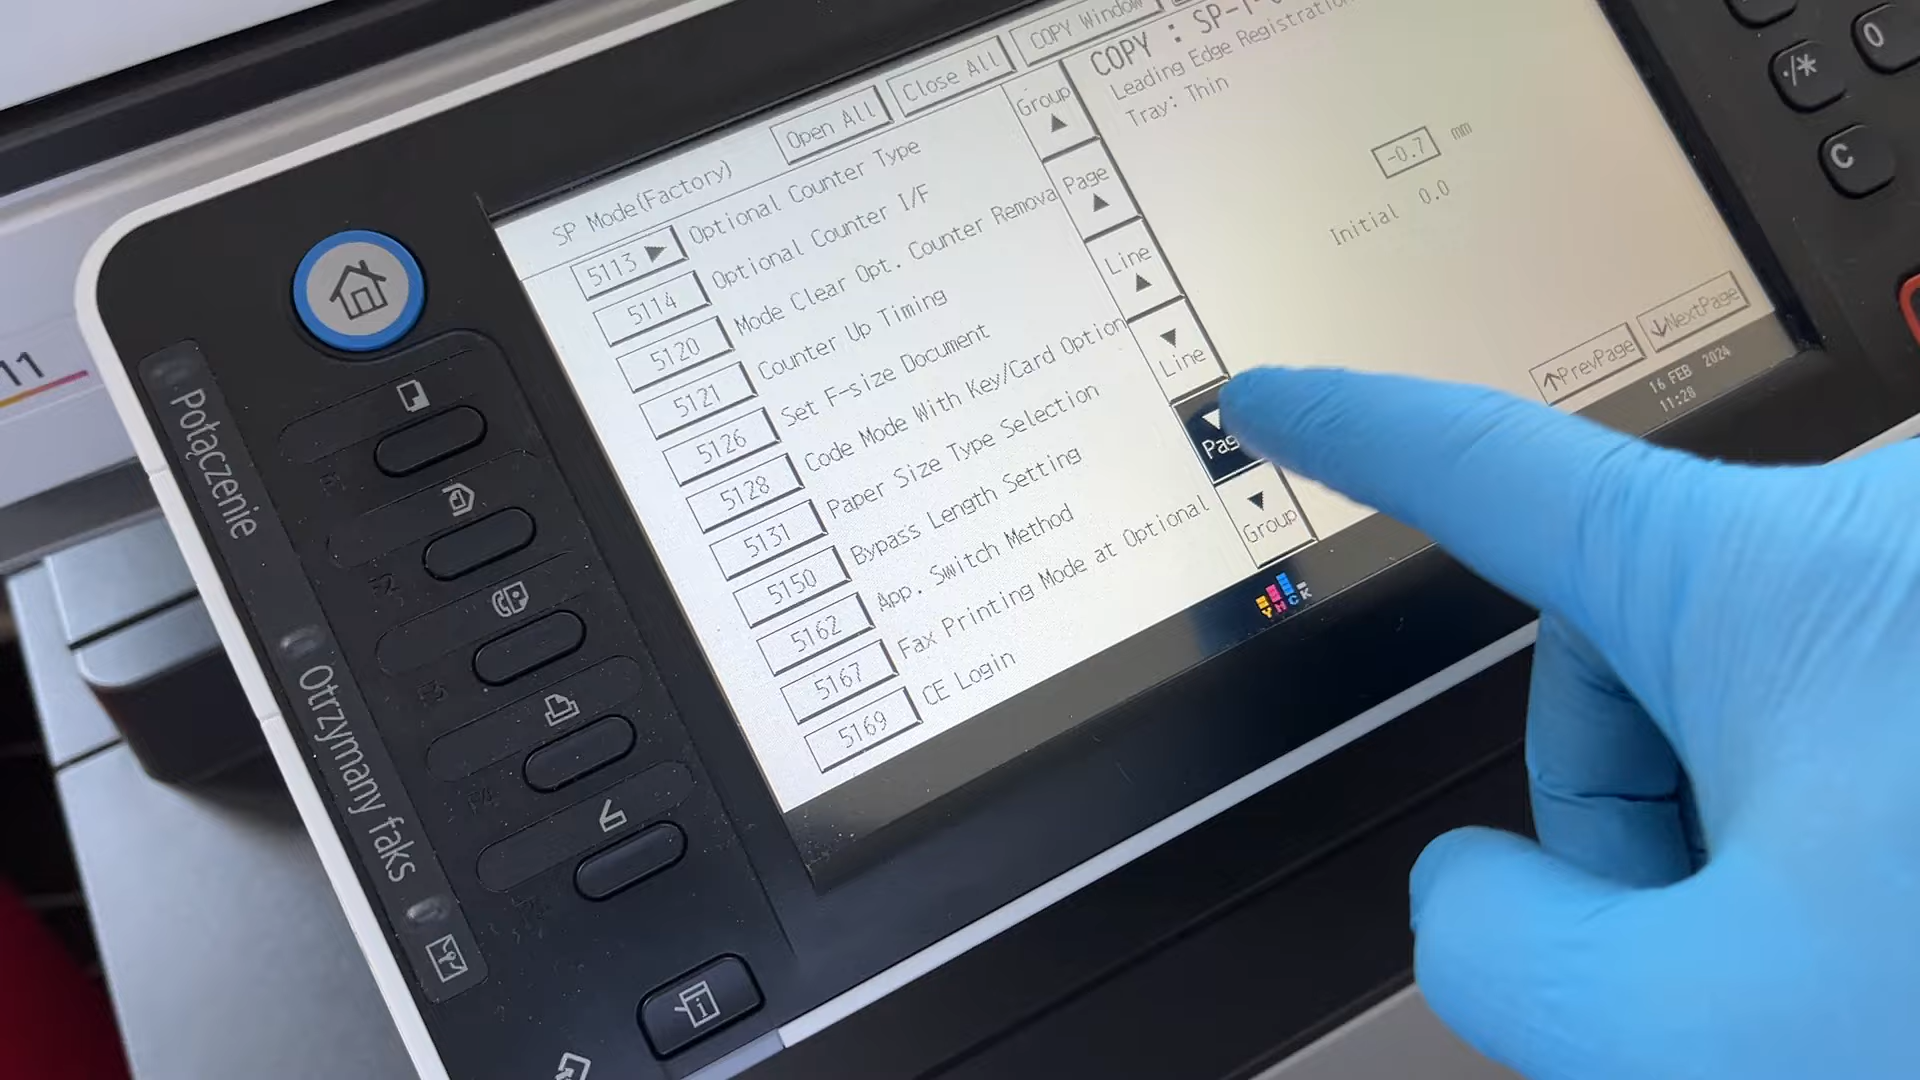 SP Mode(Factory)
Open All
Close All
COPY Window
5113 Optional Counter Type
5114 Optional Counter I/F
5120 Mode Clear Opt. Counter Remova
5121 Counter Up Timing
5126 Set F-size Document
5128 Code Mode With Key/Card Option
5131 Paper Size Type Selection
5150 Bypass Length Setting
5162 App. Switch Method
5167 Fax Printing Mode at Optional
5169 CE Login
Group
Page
Line
Line
Pag
Group
COPY : SP-1-
Leading Edge Registration
Tray: Thin
-0.7 mm
Initial 0.0
↑PrevPage
↓NextPage
16 FEB 2024
11:28
YMCK
Połączenie
Otrzymany faks
11
0
./*
C